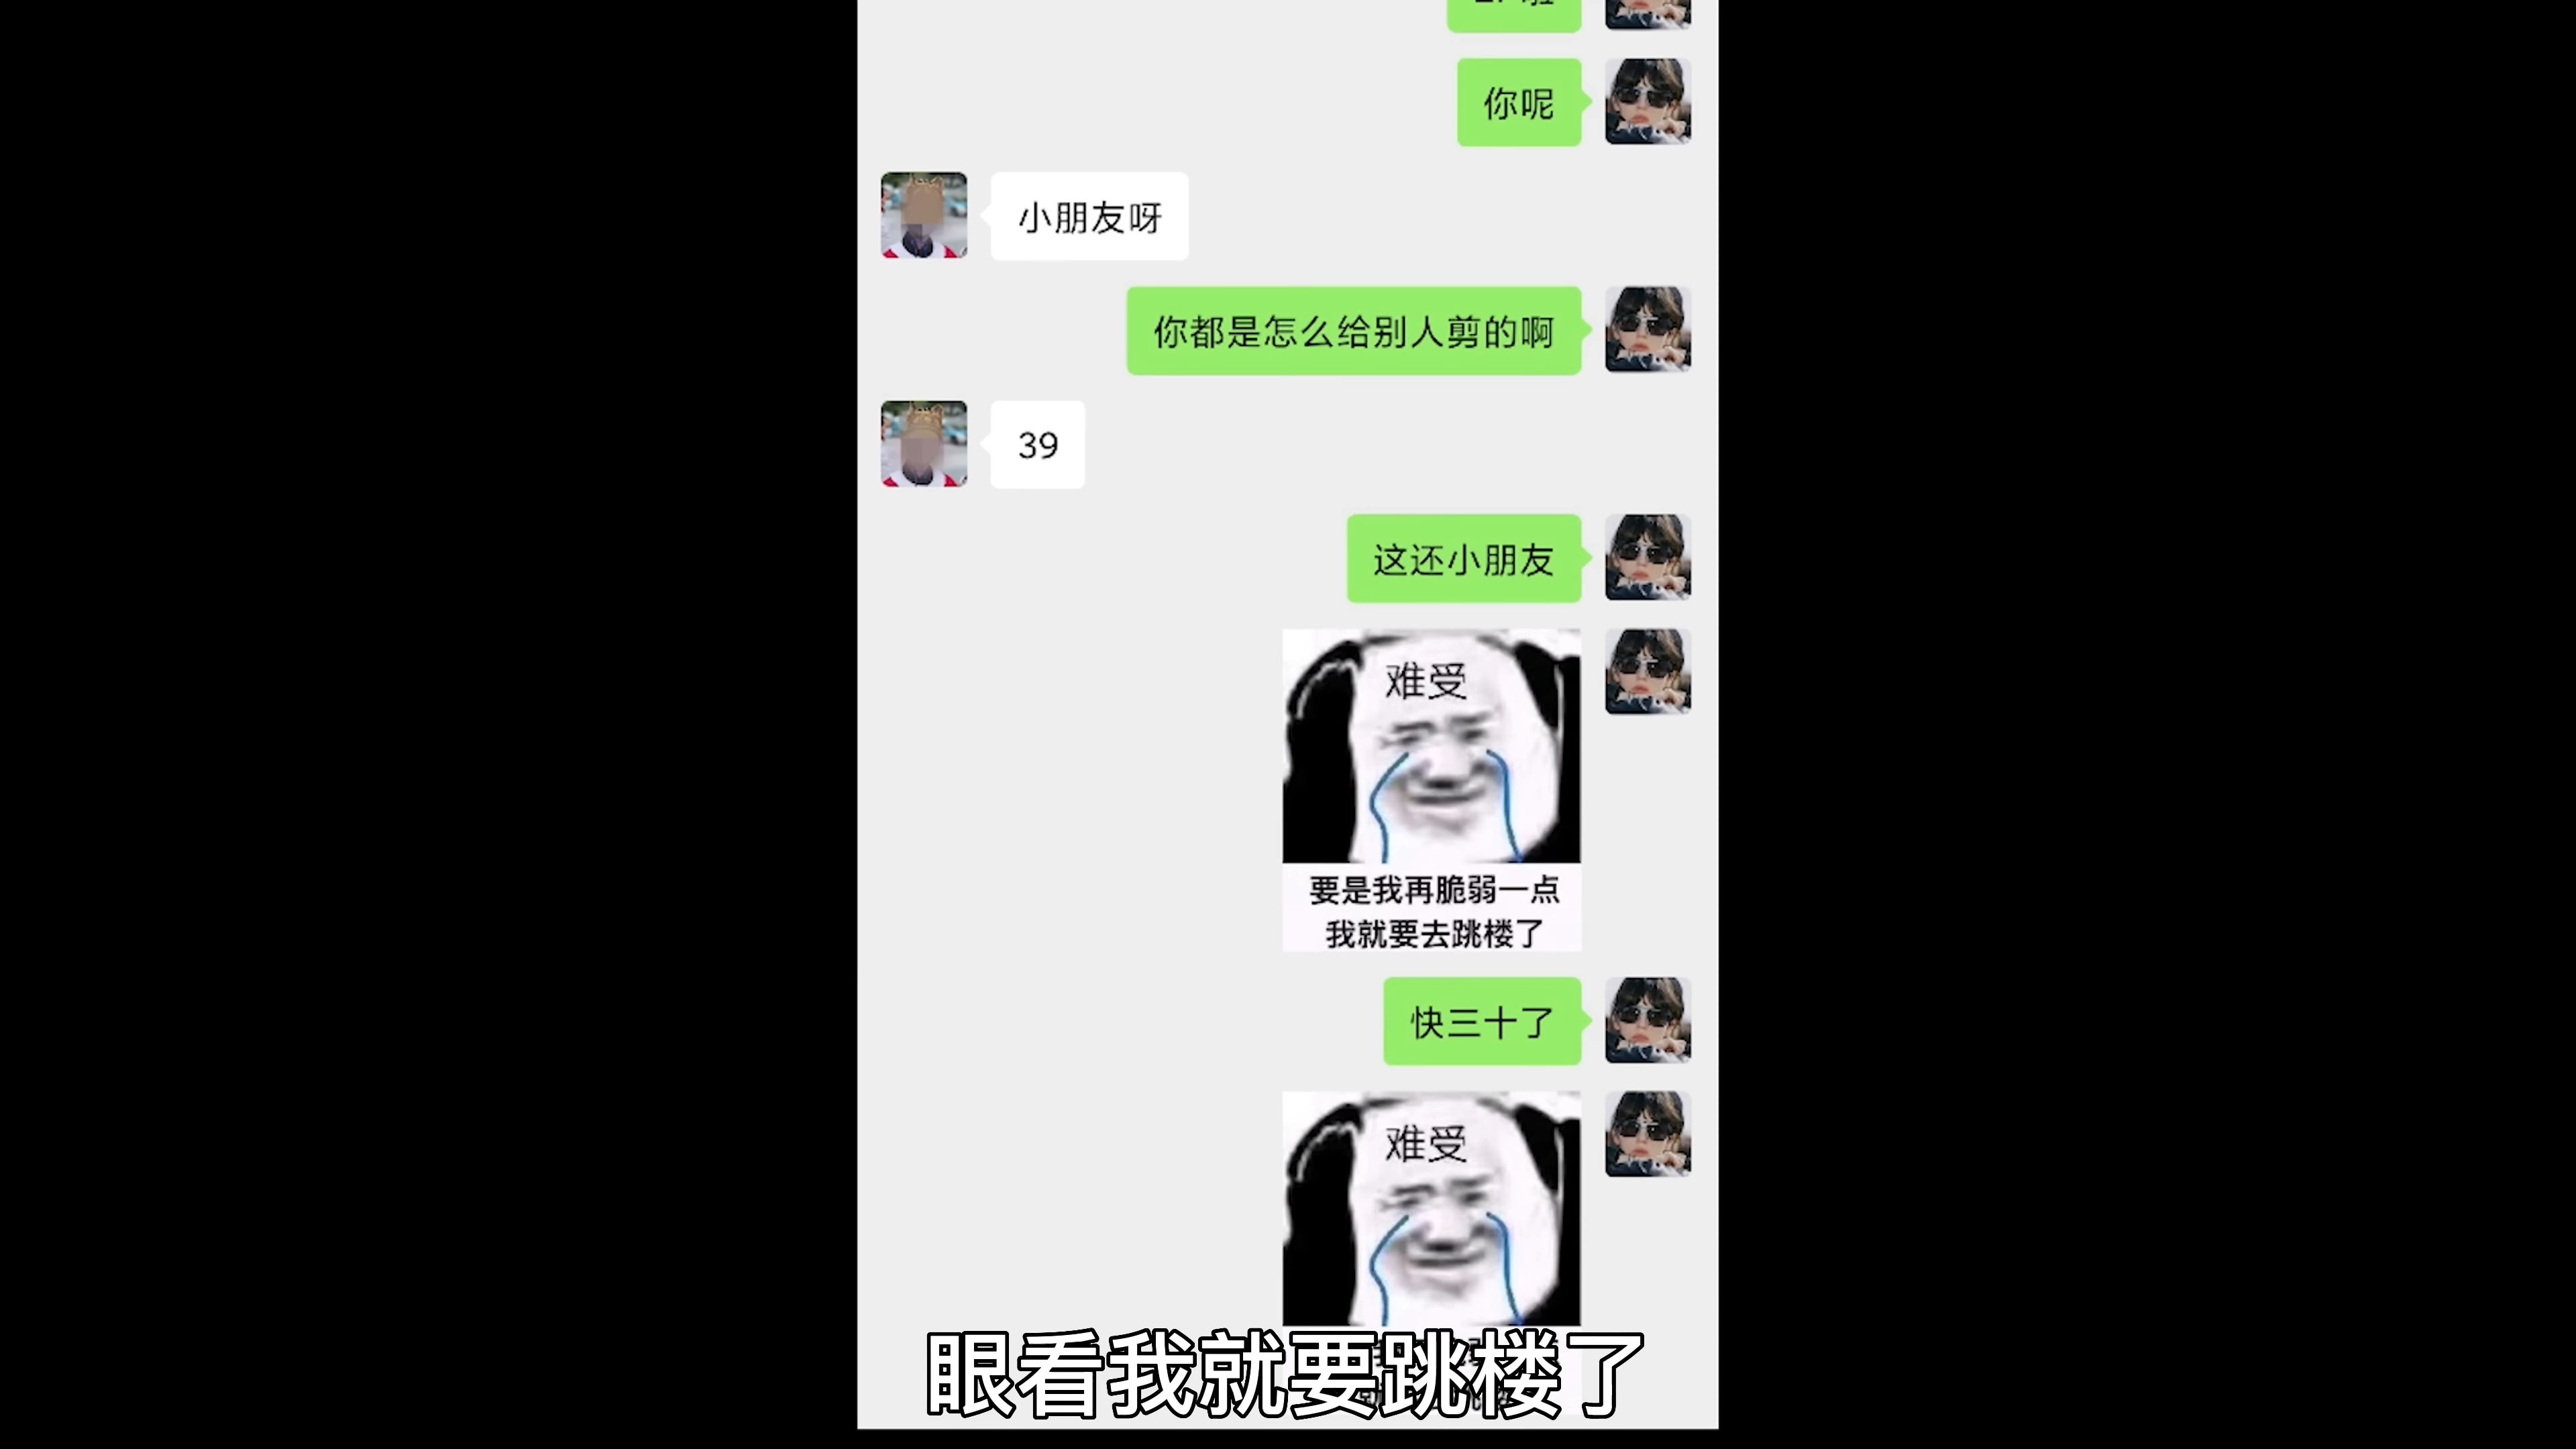 你呢
小朋友呀
你都是怎么给别人剪的啊
39
这还小朋友
难受
要是我再脆弱一点
我就要去跳楼了
快三十了
难受
眼看我就要跳楼了